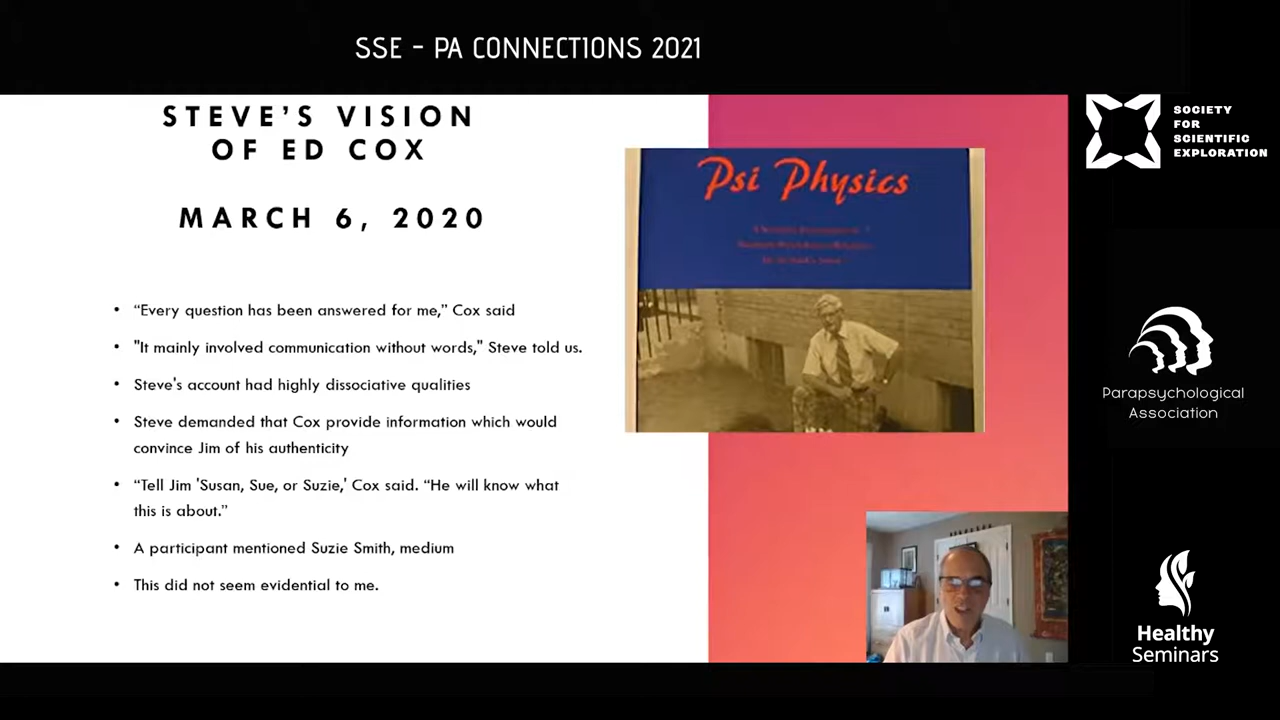 SSE - PA CONNECTIONS 2021
STEVE'S VISION
OF ED COX
MARCH 6, 2020
• “Every question has been answered for me,” Cox said
• "It mainly involved communication without words," Steve told us.
• Steve's account had highly dissociative qualities
• Steve demanded that Cox provide information which would
convince Jim of his authenticity
• “Tell Jim 'Susan, Sue, or Suzie,' Cox said. “He will know what
this is about.”
• A participant mentioned Suzie Smith, medium
• This did not seem evidential to me.
Psi Physics
SOCIETY
FOR
SCIENTIFIC
EXPLORATION
Parapsychological
Association
Healthy
Seminars